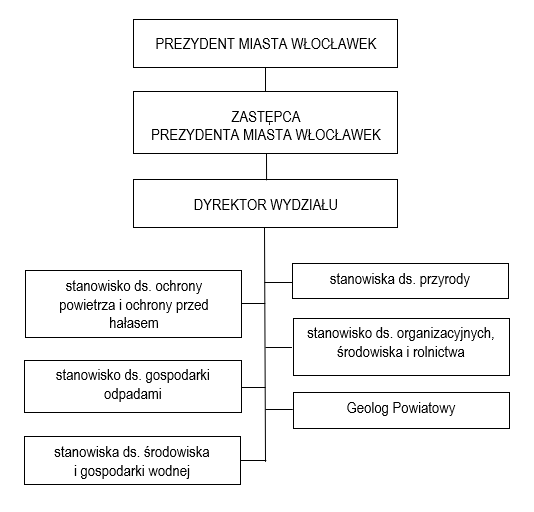 PREZYDENT MIASTA WŁOCŁAWEK
ZASTĘPCA
PREZYDENTA MIASTA WŁOCŁAWEK
DYREKTOR WYDZIAŁU
stanowisko ds. ochrony
powietrza i ochrony przed
hałasem
stanowisko ds. gospodarki
odpadami
stanowiska ds. środowiska
i gospodarki wodnej
stanowiska ds. przyrody
stanowisko ds. organizacyjnych,
środowiska i rolnictwa
Geolog Powiatowy